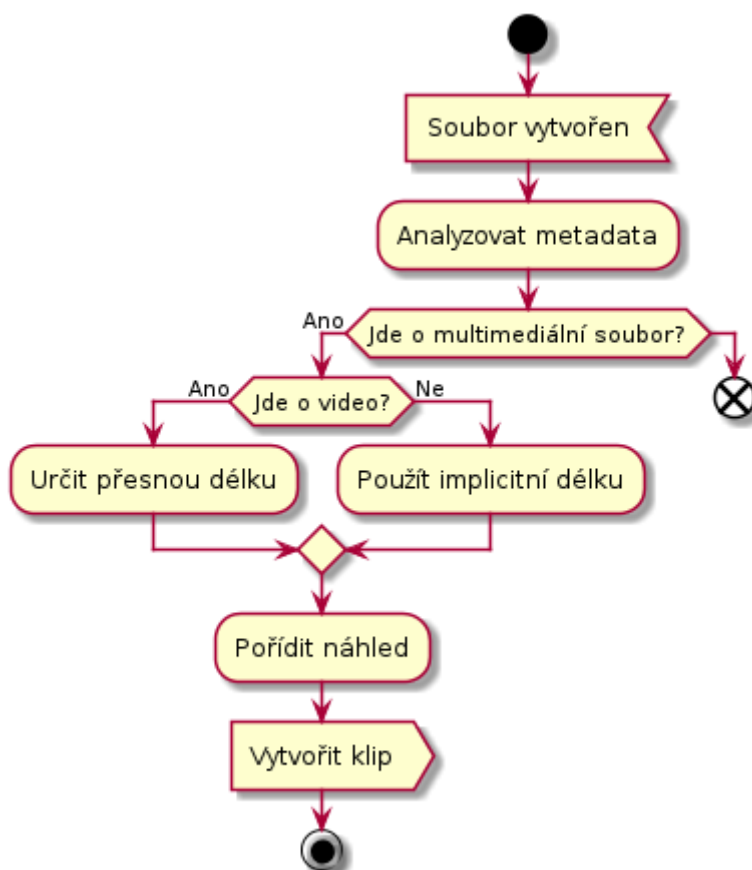 Soubor vytvořen
Analyzovat metadata
Ano
Jde o multimediální soubor?
Ano
Jde o video?
Ne
Určit přesnou délku
Použít implicitní délku
Pořídit náhled
Vytvořit klip